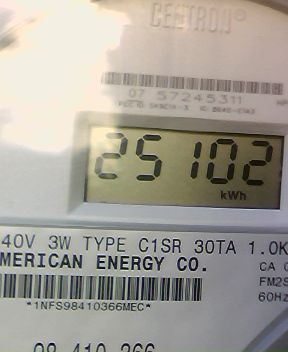 CENTRON®
07 57245311
25102
kWh
40V 3W TYPE C1SR 30TA 1.0K
MERICAN ENERGY CO.
CA
FM2S
60Hz
*1NFS98410366MEC*
98 410 366